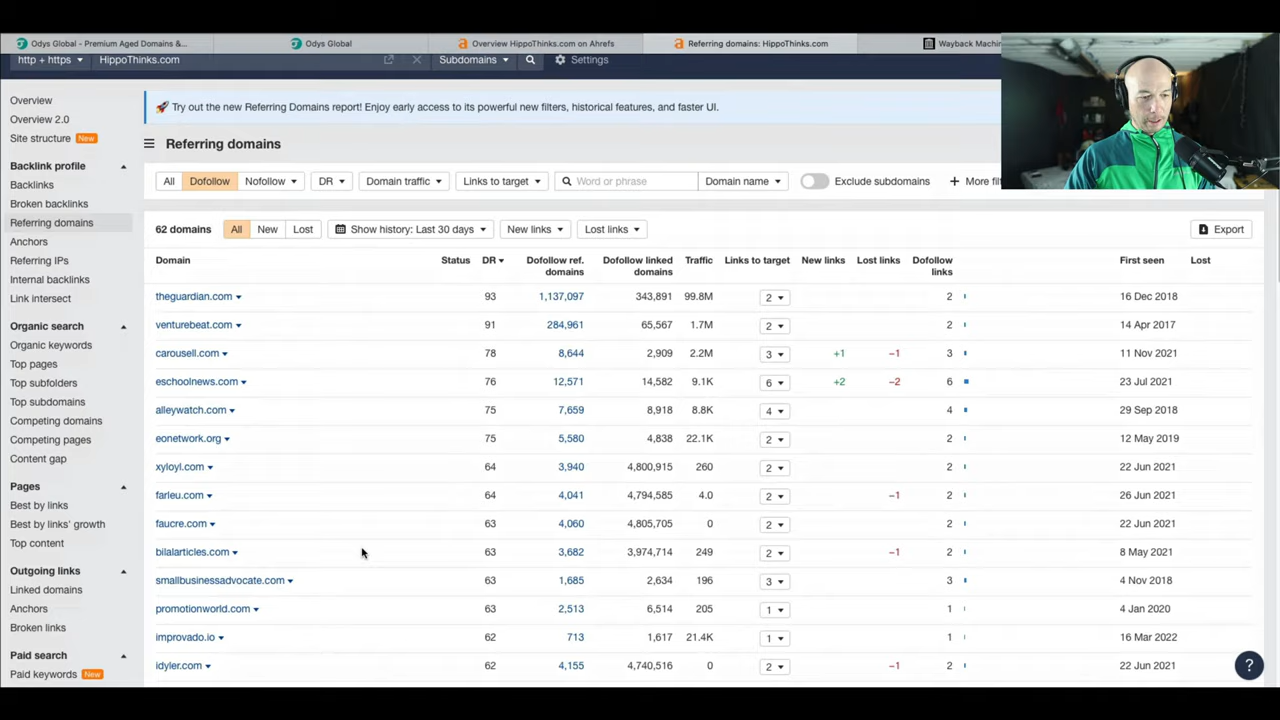 Odys Global - Premium Aged Domains &...
Odys Global
Overview HippoThinks.com on Ahrefs
Referring domains: HippoThinks.com
Wayback Machin
http + https
HippoThinks.com
Subdomains
Settings
Overview
Overview 2.0
Site structure New
Backlink profile
Backlinks
Broken backlinks
Referring domains
Anchors
Referring IPs
Internal backlinks
Link intersect
Organic search
Organic keywords
Top pages
Top subfolders
Top subdomains
Competing domains
Competing pages
Content gap
Pages
Best by links
Best by links' growth
Top content
Outgoing links
Linked domains
Anchors
Broken links
Paid search
Paid keywords New
🚀 Try out the new Referring Domains report! Enjoy early access to its powerful new filters, historical features, and faster UI.
Referring domains
All Dofollow Nofollow DR Domain traffic Links to target Word or phrase Domain name Exclude subdomains + More filt
62 domains All New Lost Show history: Last 30 days New links Lost links Export
Domain Status DR Dofollow ref. domains Dofollow linked domains Traffic Links to target New links Lost links Dofollow links First seen Lost
theguardian.com 93 1,137,097 343,891 99.8M 2 2 16 Dec 2018
venturebeat.com 91 284,961 65,567 1.7M 2 2 14 Apr 2017
carousell.com 78 8,644 2,909 2.2M 3 +1 −1 3 11 Nov 2021
eschoolnews.com 76 12,571 14,582 9.1K 6 +2 −2 6 23 Jul 2021
alleywatch.com 75 7,659 8,918 8.8K 4 4 29 Sep 2018
eonetwork.org 75 5,580 4,838 22.1K 2 2 12 May 2019
xyloyl.com 64 3,940 4,800,915 260 2 2 22 Jun 2021
farleu.com 64 4,041 4,794,585 4.0 2 −1 2 26 Jun 2021
faucre.com 63 4,060 4,805,705 0 2 2 22 Jun 2021
bilalarticles.com 63 3,682 3,974,714 249 2 −1 2 8 May 2021
smallbusinessadvocate.com 63 1,685 2,634 196 3 3 4 Nov 2018
promotionworld.com 63 2,513 6,514 205 1 1 4 Jan 2020
improvado.io 62 713 1,617 21.4K 1 1 16 Mar 2022
idyler.com 62 4,155 4,740,516 0 2 −1 2 22 Jun 2021
?